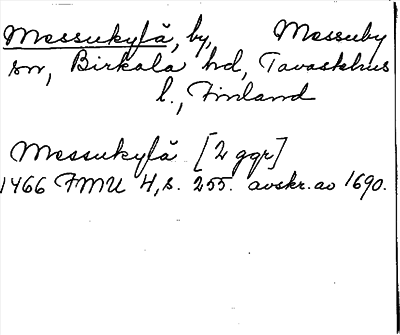 Messukylä, by, Messuby
sn, Birkala hd, Tavastehus
l., Finland
Messukylä [2 ggr]
1466 FMU 4, s. 255. avskr. av 1690.